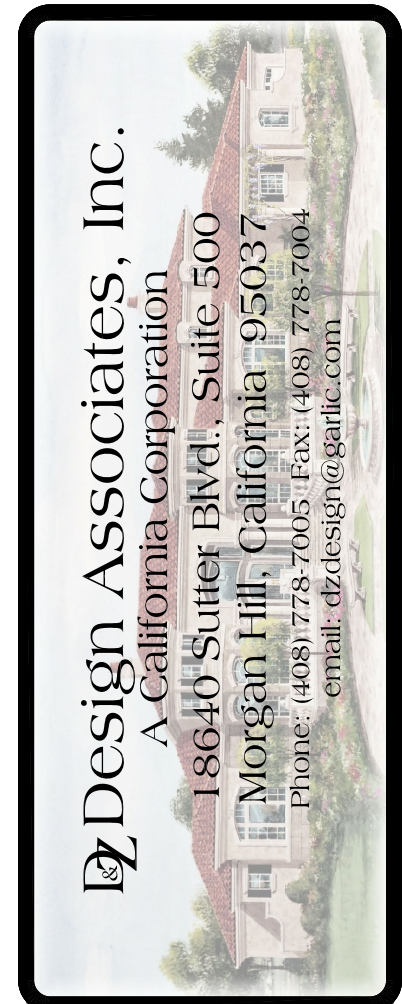 D&Z Design Associates, Inc.
A California Corporation
18640 Sutter Blvd., Suite 500
Morgan Hill, California 95037
Phone: (408) 778-7005 Fax: (408) 778-7004
email: dzdesign@garlic.com